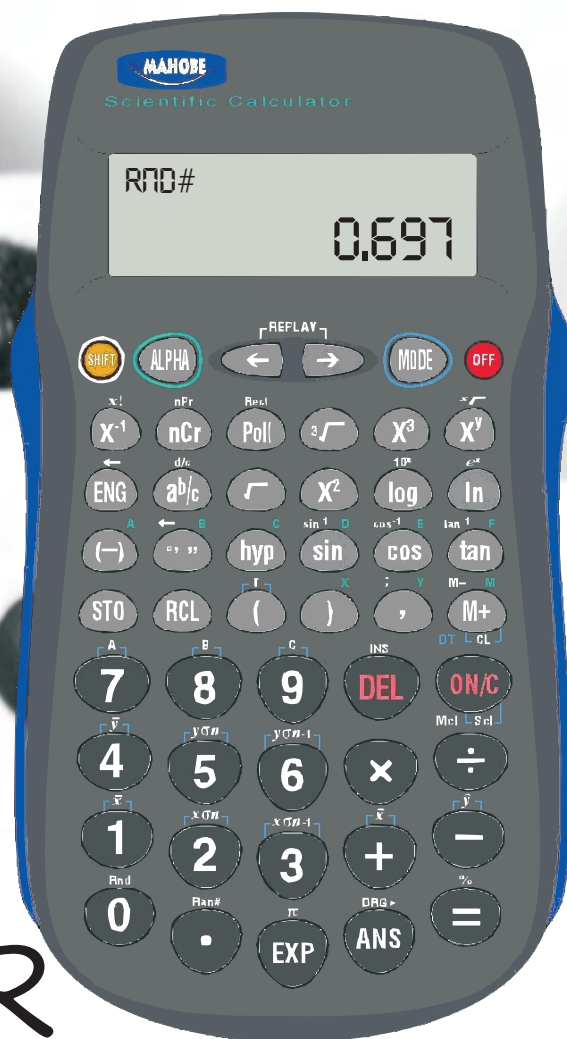 MAHOBE
Scientific Calculator
RND#
0.697
REPLAY
SHIFT ALPHA ← → MODE OFF
x! nPr Rec( ˣ√
X⁻¹ nCr Pol( ³√ X³ Xʸ
← d/c 10ˣ eˣ
ENG aᵇ/c √ X² log ln
A ← B C sin⁻¹ D cos⁻¹ E tan⁻¹ F
(−) °’ ” hyp sin cos tan
r X ; Y M− M
STO RCL ( ) , M+
DT CL
A B C INS
7 8 9 DEL ON/C
Mcl Scl
ȳ yσn yσn-1
4 5 6 × ÷
x̄ xσn xσn-1 x̂ ŷ
1 2 3 + −
Rnd Ran# π DRG▸ %
0 . EXP ANS =
R